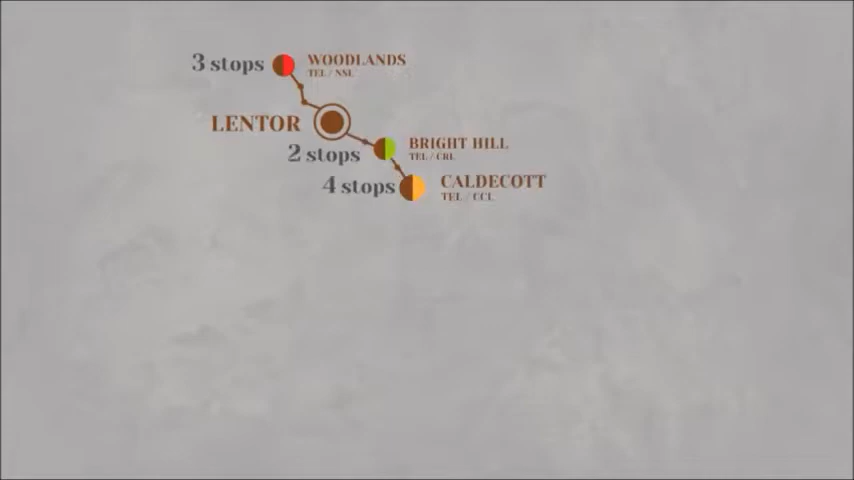 3 stops
WOODLANDS
TEL / NSL
LENTOR
BRIGHT HILL
TEL / CRL
2 stops
4 stops
CALDECOTT
TEL / CCL